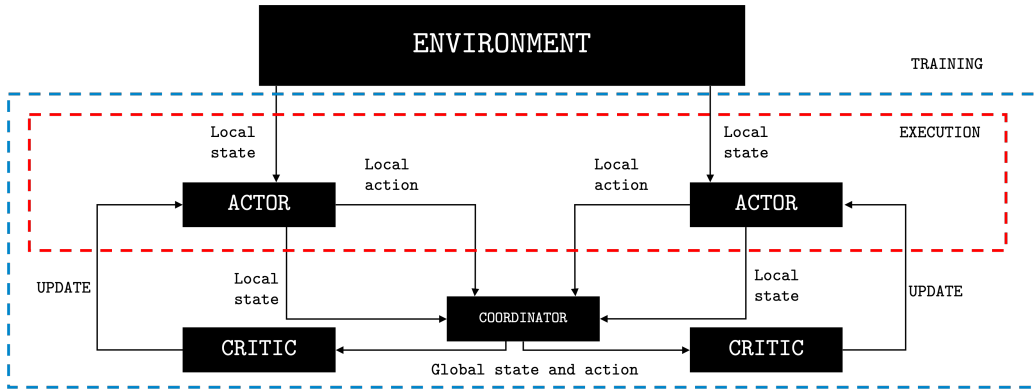 ENVIRONMENT
TRAINING
EXECUTION
Local
state
Local
state
Local
action
Local
action
ACTOR
ACTOR
UPDATE
Local
state
Local
state
UPDATE
COORDINATOR
CRITIC
CRITIC
Global state and action